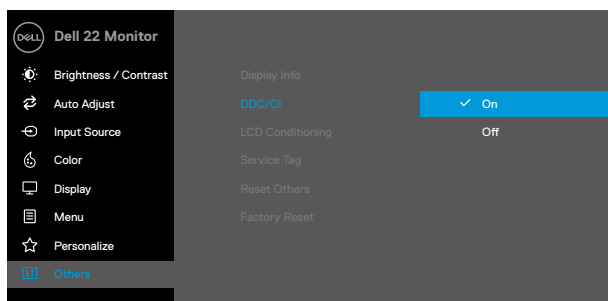 DELL Dell 22 Monitor
Brightness / Contrast Display Info
Auto Adjust DDC/CI On
Input Source LCD Conditioning Off
Color Service Tag
Display Reset Others
Menu Factory Reset
Personalize
Others